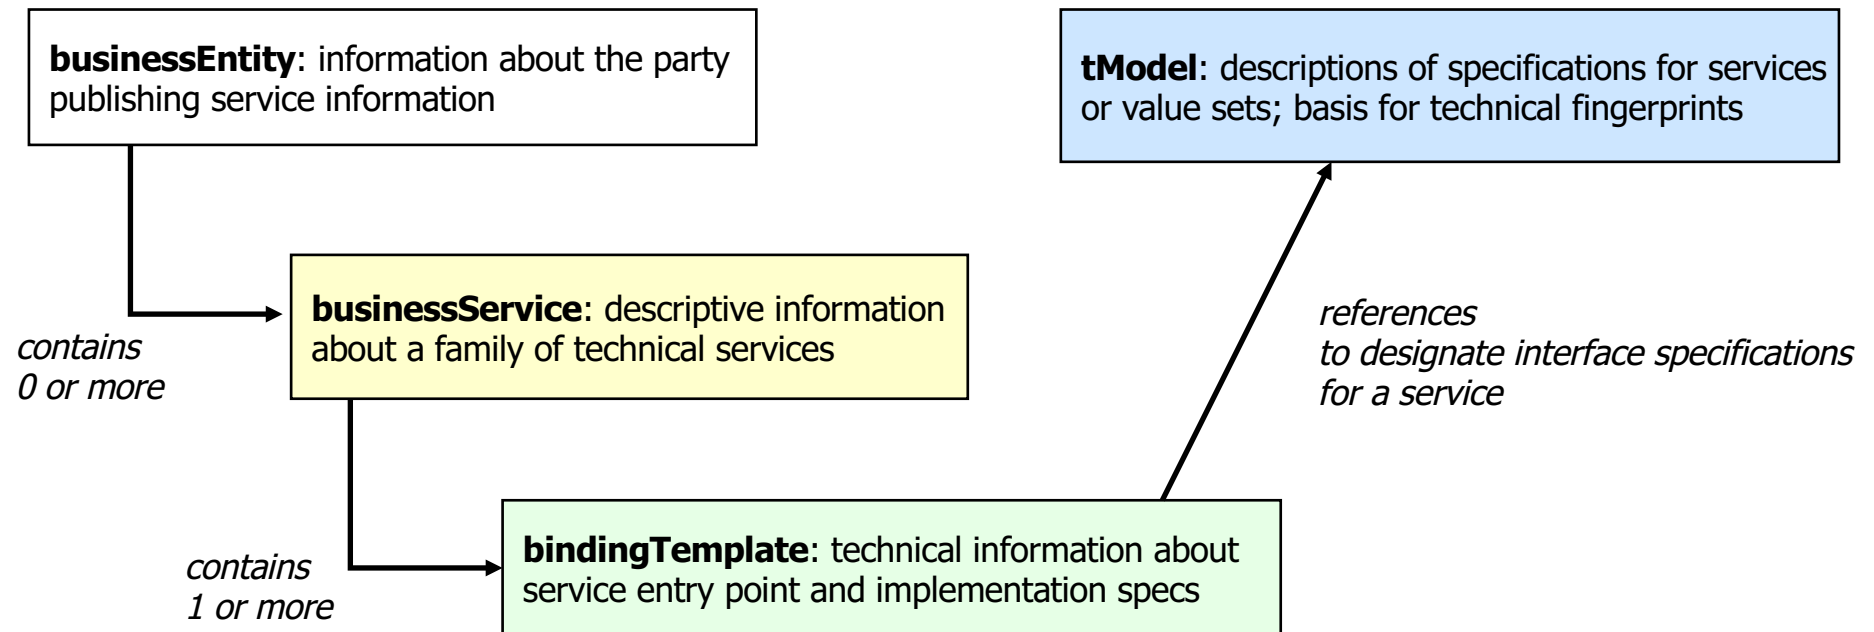 businessEntity: information about the party
publishing service information
tModel: descriptions of specifications for services
or value sets; basis for technical fingerprints
businessService: descriptive information
about a family of technical services
contains
0 or more
references
to designate interface specifications
for a service
bindingTemplate: technical information about
service entry point and implementation specs
contains
1 or more